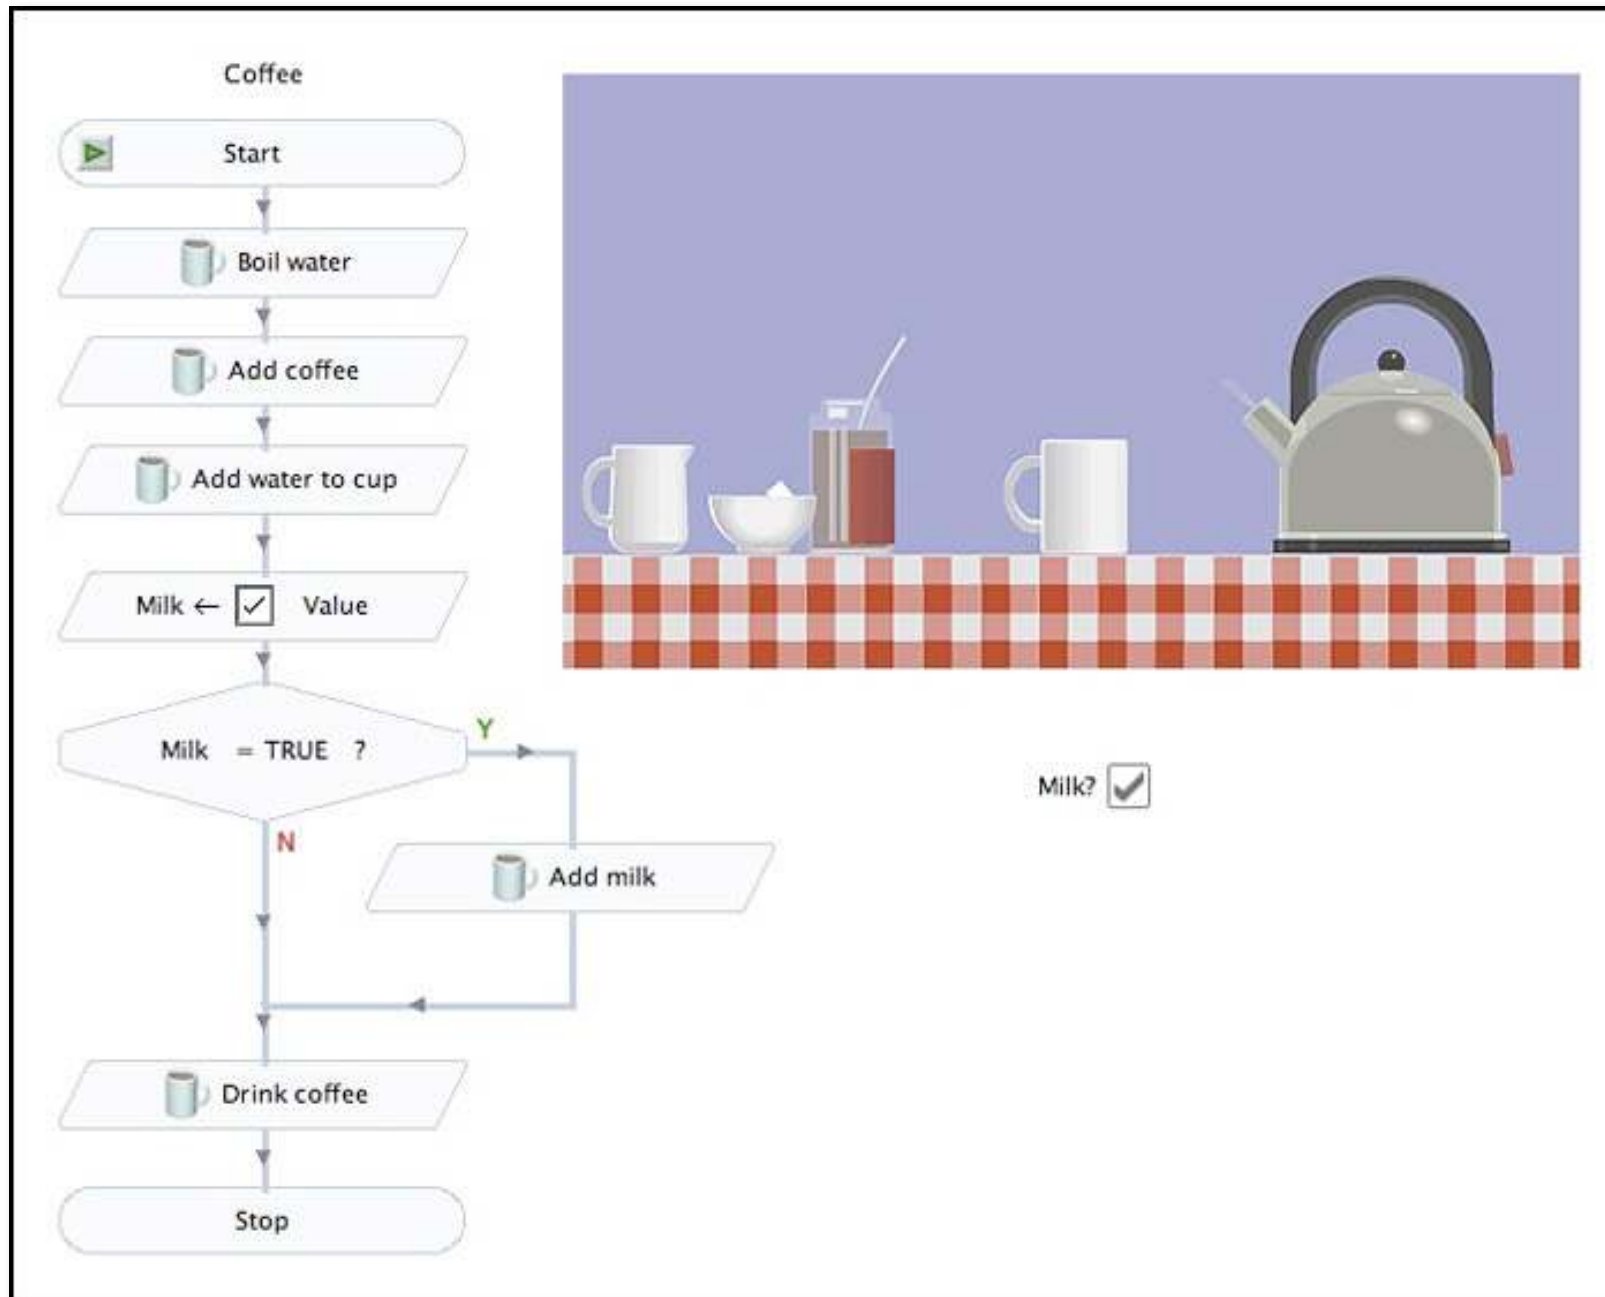 Coffee
Start
Boil water
Add coffee
Add water to cup
Milk ← Value
Milk = TRUE ?
Y
N
Add milk
Drink coffee
Stop
Milk?